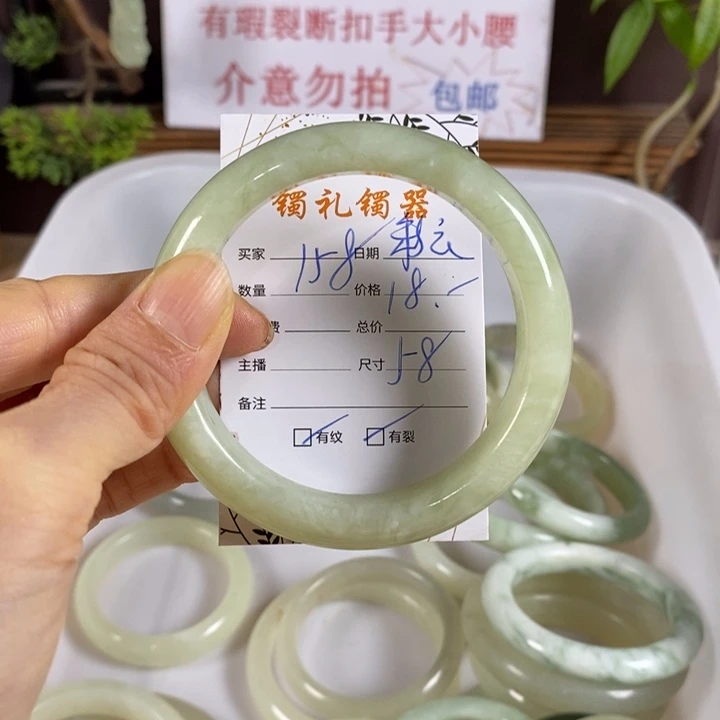 有瑕裂断扣手大小腰
介意勿拍 包邮
镯礼镯器
买家 158 日期
数量 价格 18.-
费 总价
主播 尺寸 58
备注
有纹 有裂